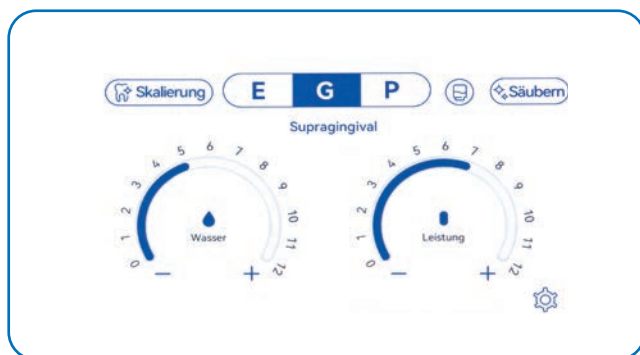 Skalierung E G P Säubern
Supragingival
0 1 2 3 4 5 6 7 8 9 10 11 12
Wasser
− +
0 1 2 3 4 5 6 7 8 9 10 11 12
Leistung
− +